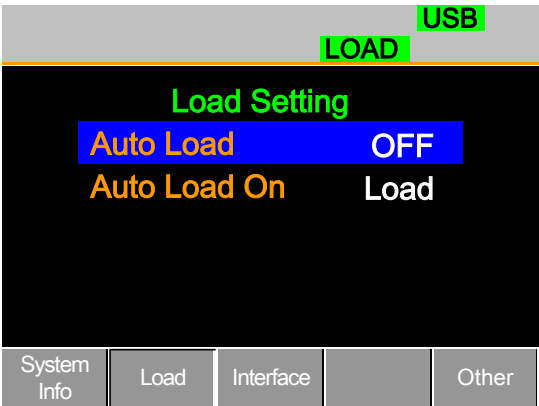 USB
LOAD
Load Setting
Auto Load OFF
Auto Load On Load
System Info
Load
Interface
Other